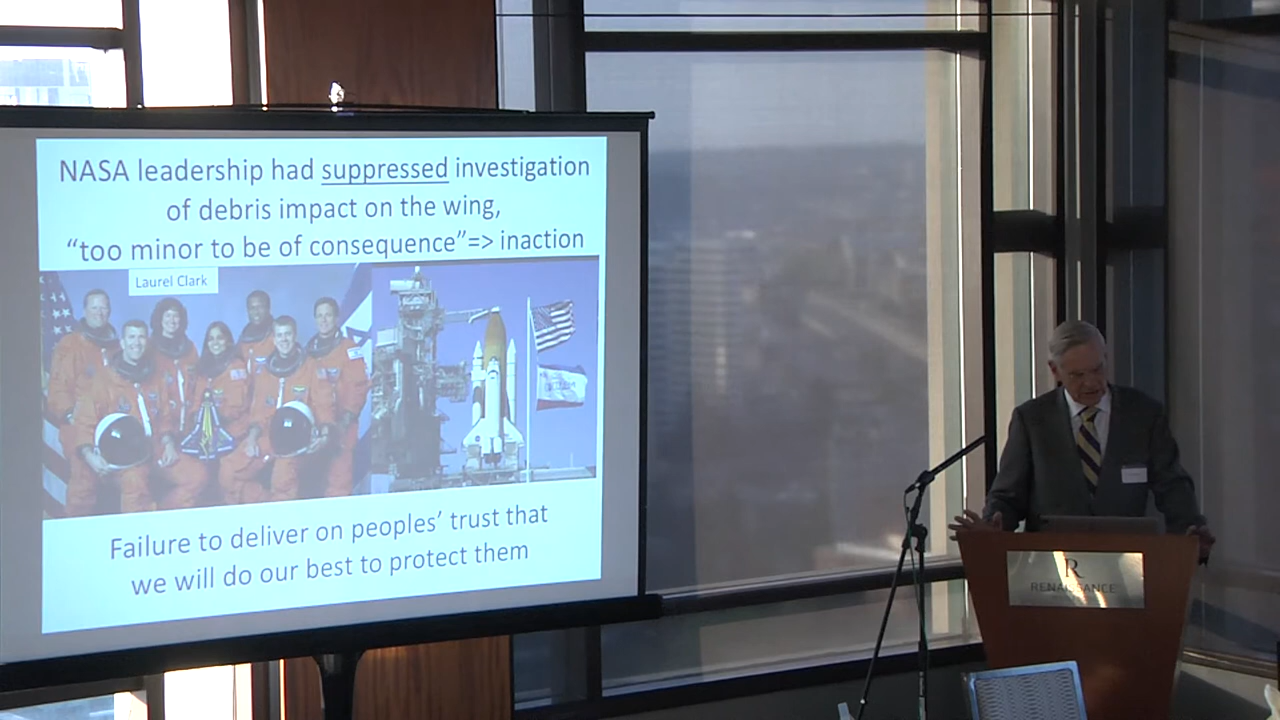 NASA leadership had suppressed investigation
of debris impact on the wing,
“too minor to be of consequence”=> inaction
Laurel Clark
Failure to deliver on peoples’ trust that
we will do our best to protect them
R
RENAISSANCE